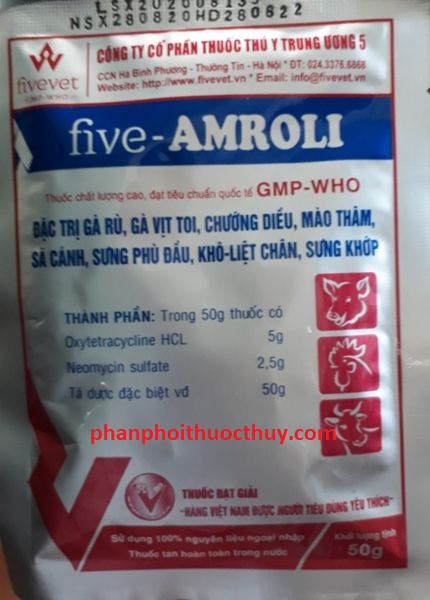 LSX202008135
NSX280820HD280822
fivevet
GMP-WHO
CÔNG TY CỔ PHẦN THUỐC THÚ Y TRUNG ƯƠNG 5
CCN Hà Bình Phương - Thường Tín - Hà Nội * ĐT: 024.3376.6868
Website: http://www.fivevet.vn * Email: info@fivevet.vn
five-AMROLI
Thuốc chất lượng cao, đạt tiêu chuẩn quốc tế GMP-WHO
ĐẶC TRỊ GÀ RÙ, GÀ VỊT TOI, CHƯỚNG DIỀU, MÀO THÂM,
SÃ CÁNH, SƯNG PHÙ ĐẦU, KHÔ-LIỆT CHÂN, SƯNG KHỚP
THÀNH PHẦN: Trong 50g thuốc có
Oxytetracycline HCL 5g
Neomycin sulfate 2,5g
Tá dược đặc biệt vđ 50g
phanphoithuocthuy.com
THUỐC ĐẠT GIẢI
"HÀNG VIỆT NAM ĐƯỢC NGƯỜI TIÊU DÙNG YÊU THÍCH"
Sử dụng 100% nguyên liệu ngoại nhập
Thuốc tan hoàn toàn trong nước
Khối lượng tịnh
50g